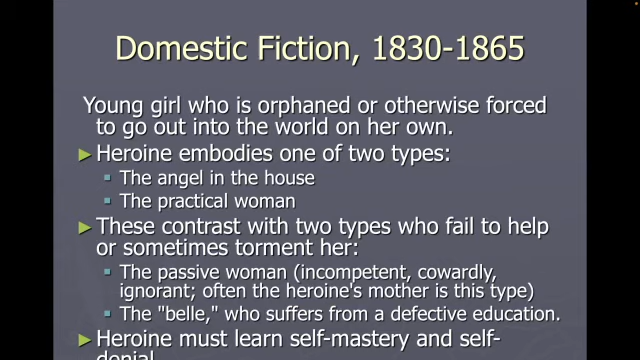 Domestic Fiction, 1830-1865
Young girl who is orphaned or otherwise forced
to go out into the world on her own.
Heroine embodies one of two types:
The angel in the house
The practical woman
These contrast with two types who fail to help
or sometimes torment her:
The passive woman (incompetent, cowardly,
ignorant; often the heroine's mother is this type)
The "belle," who suffers from a defective education.
Heroine must learn self-mastery and self-
denial